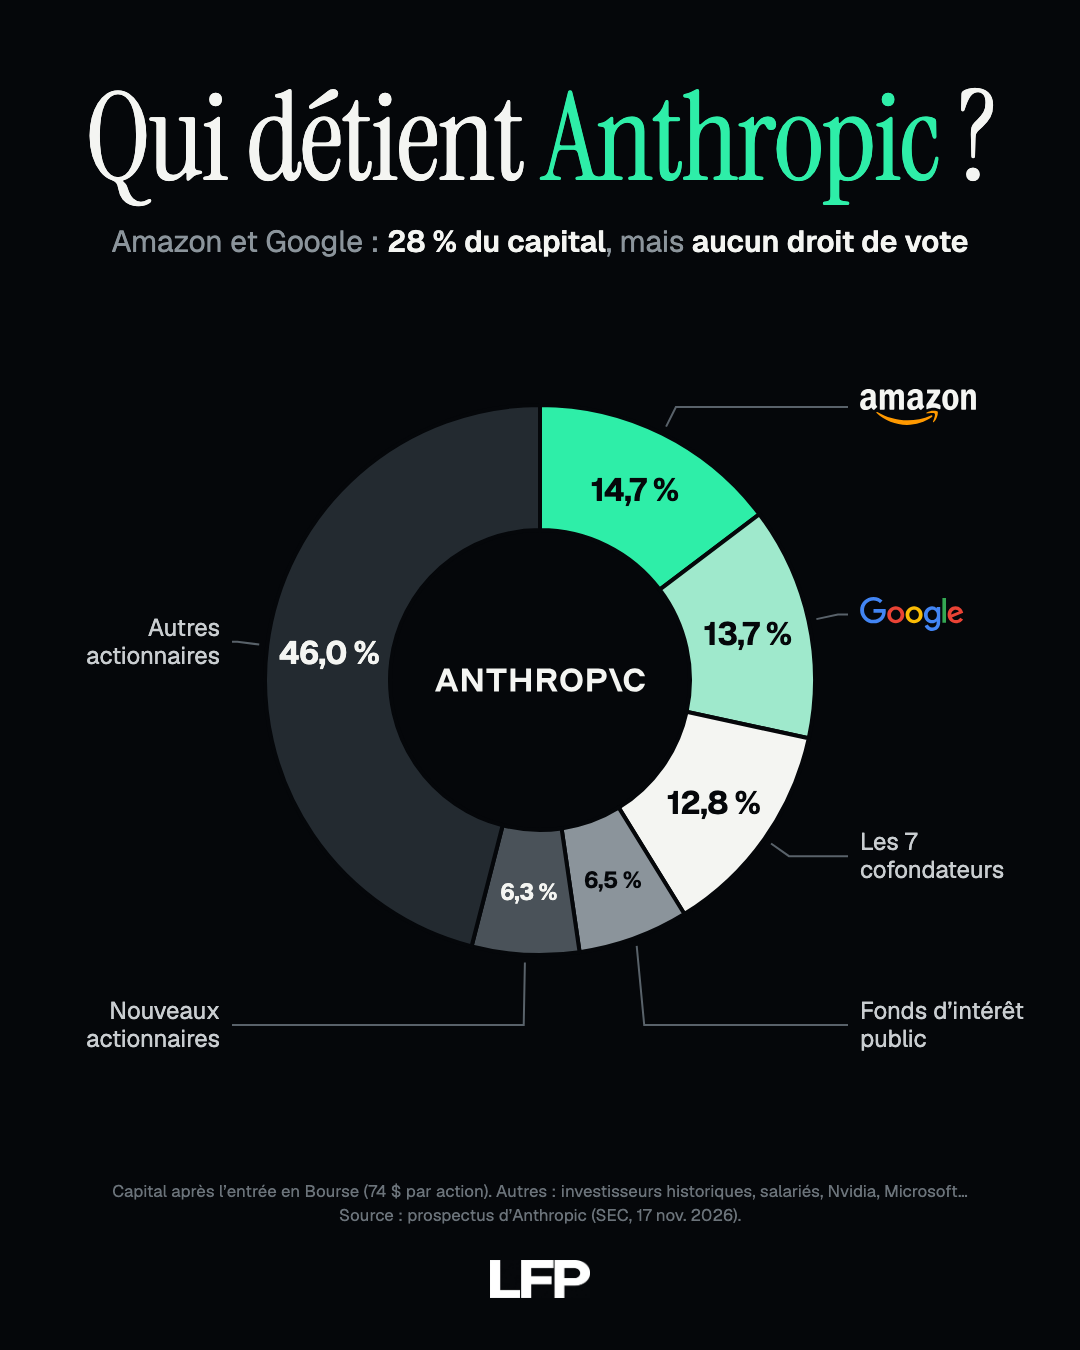 Qui détient Anthropic ?
Amazon et Google : 28 % du capital, mais aucun droit de vote
amazon
14,7 %
Google
13,7 %
Autres
actionnaires
46,0 %
ANTHROP\C
12,8 %
Les 7
cofondateurs
6,5 %
6,3 %
Nouveaux
actionnaires
Fonds d’intérêt
public
Capital après l’entrée en Bourse (74 $ par action). Autres : investisseurs historiques, salariés, Nvidia, Microsoft…
Source : prospectus d’Anthropic (SEC, 17 nov. 2026).
LFP